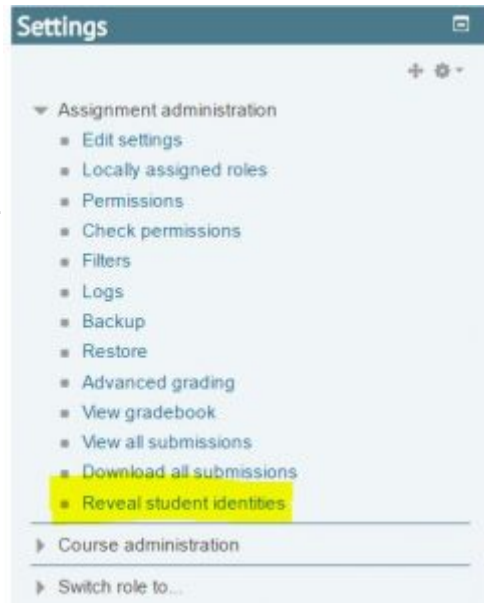 Settings
Assignment administration
Edit settings
Locally assigned roles
Permissions
Check permissions
Filters
Logs
Backup
Restore
Advanced grading
View gradebook
View all submissions
Download all submissions
Reveal student identities
Course administration
Switch role to...